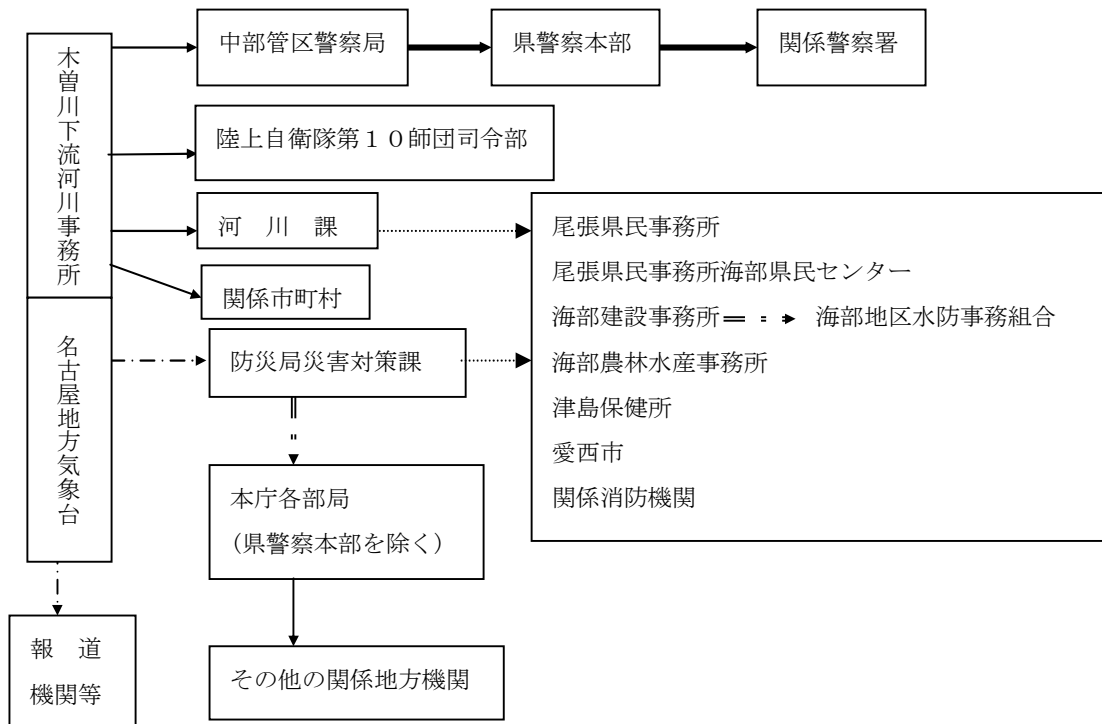 木曽川下流河川事務所
名古屋地方気象台
中部管区警察局
県警察本部
関係警察署
陸上自衛隊第１０師団司令部
河　川　課
関係市町村
防災局災害対策課
尾張県民事務所
尾張県民事務所海部県民センター
海部建設事務所
海部地区水防事務組合
海部農林水産事務所
津島保健所
愛西市
関係消防機関
本庁各部局
（県警察本部を除く）
その他の関係地方機関
報　道
機関等